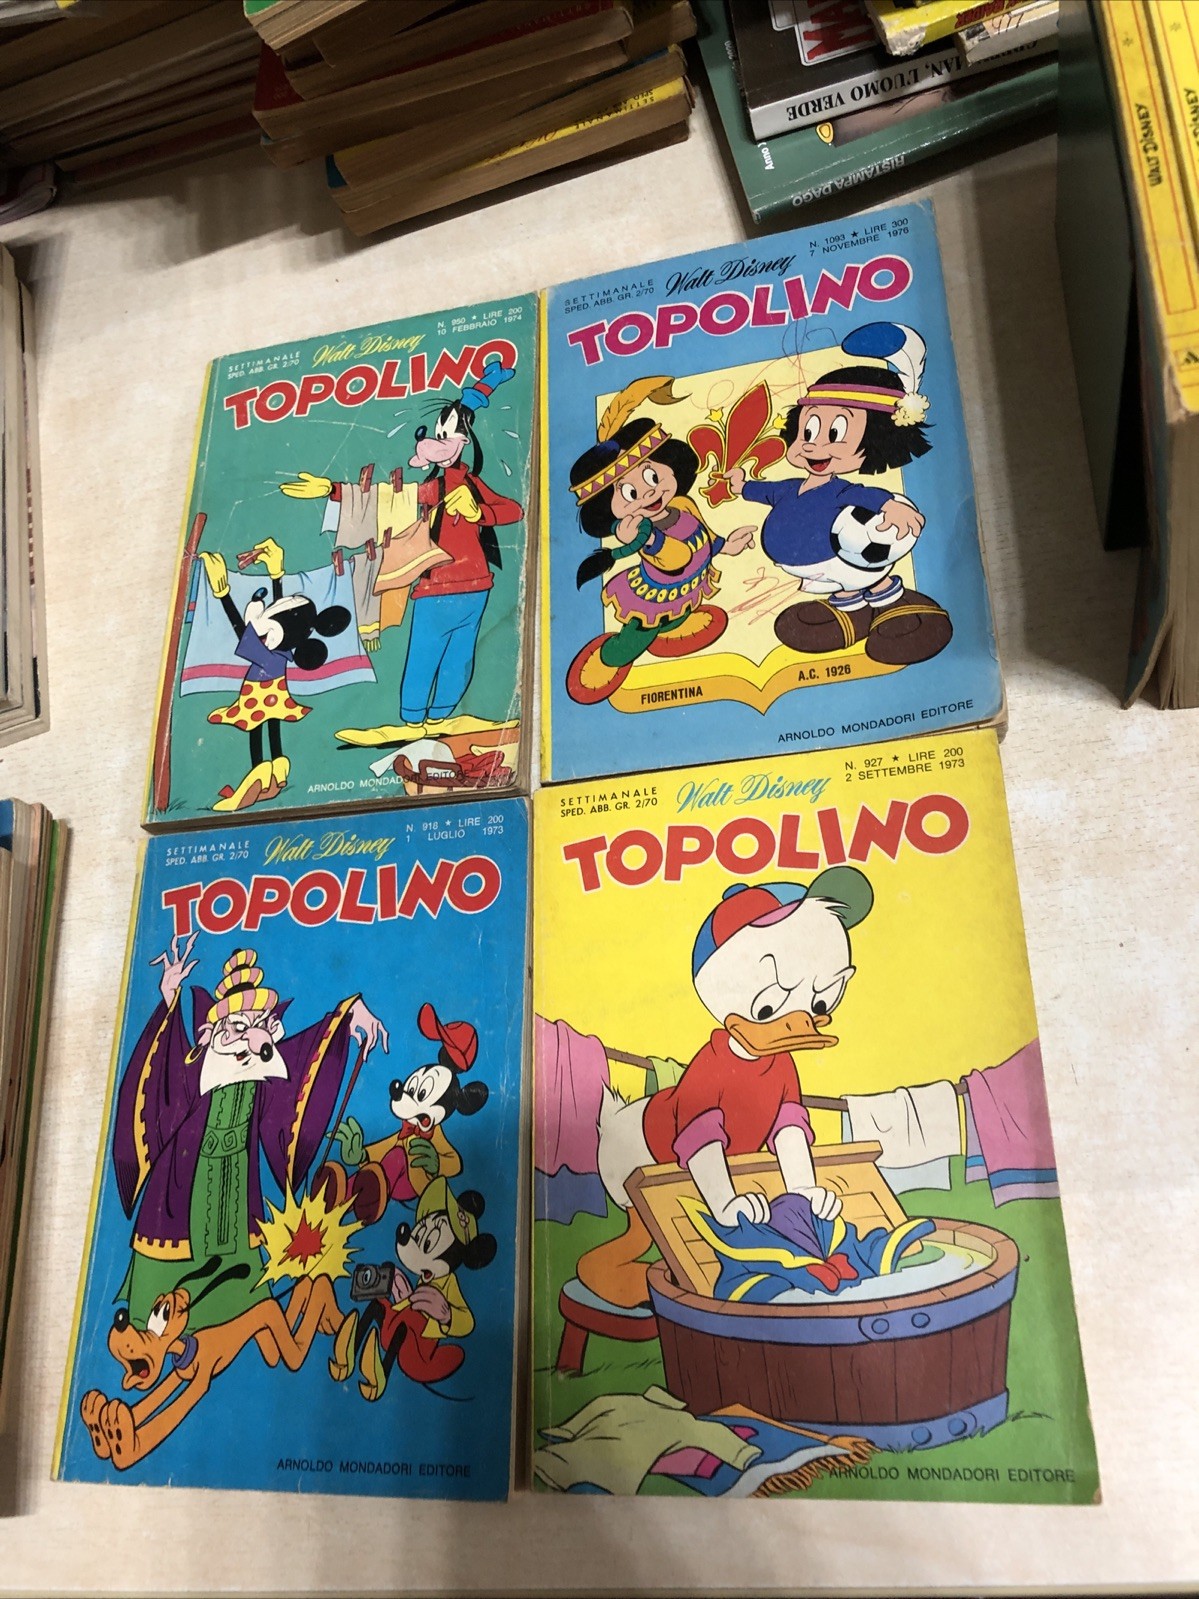 SETTIMANALE
SPED. ABB. GR. 2/70
Walt Disney
N. 950 ★ LIRE 200
10 FEBBRAIO 1974
TOPOLINO
ARNOLDO MONDADORI EDITORE
SETTIMANALE
SPED. ABB. GR. 2/70
Walt Disney
N. 1093 ★ LIRE 300
7 NOVEMBRE 1976
TOPOLINO
FIORENTINA
A.C. 1926
ARNOLDO MONDADORI EDITORE
SETTIMANALE
SPED. ABB. GR. 2/70
Walt Disney
N. 918 ★ LIRE 200
1 LUGLIO 1973
TOPOLINO
ARNOLDO MONDADORI EDITORE
SETTIMANALE
SPED. ABB. GR. 2/70
Walt Disney
N. 927 ★ LIRE 200
2 SETTEMBRE 1973
TOPOLINO
ARNOLDO MONDADORI EDITORE
L'UOMO VERDE
RISTAMPA DAGO
Anno
WALT DISNEY